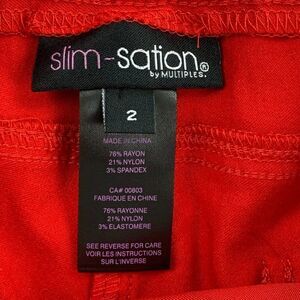 slim-sation®
by MULTIPLES.
2
MADE IN CHINA
76% RAYON
21% NYLON
3% SPANDEX
CA# 00803
FABRIQUE EN CHINE
76% RAYONNE
21% NYLON
3% ELASTOMERE
SEE REVERSE FOR CARE
VOIR LES INSTRUCTIONS
SUR L'INVERSE